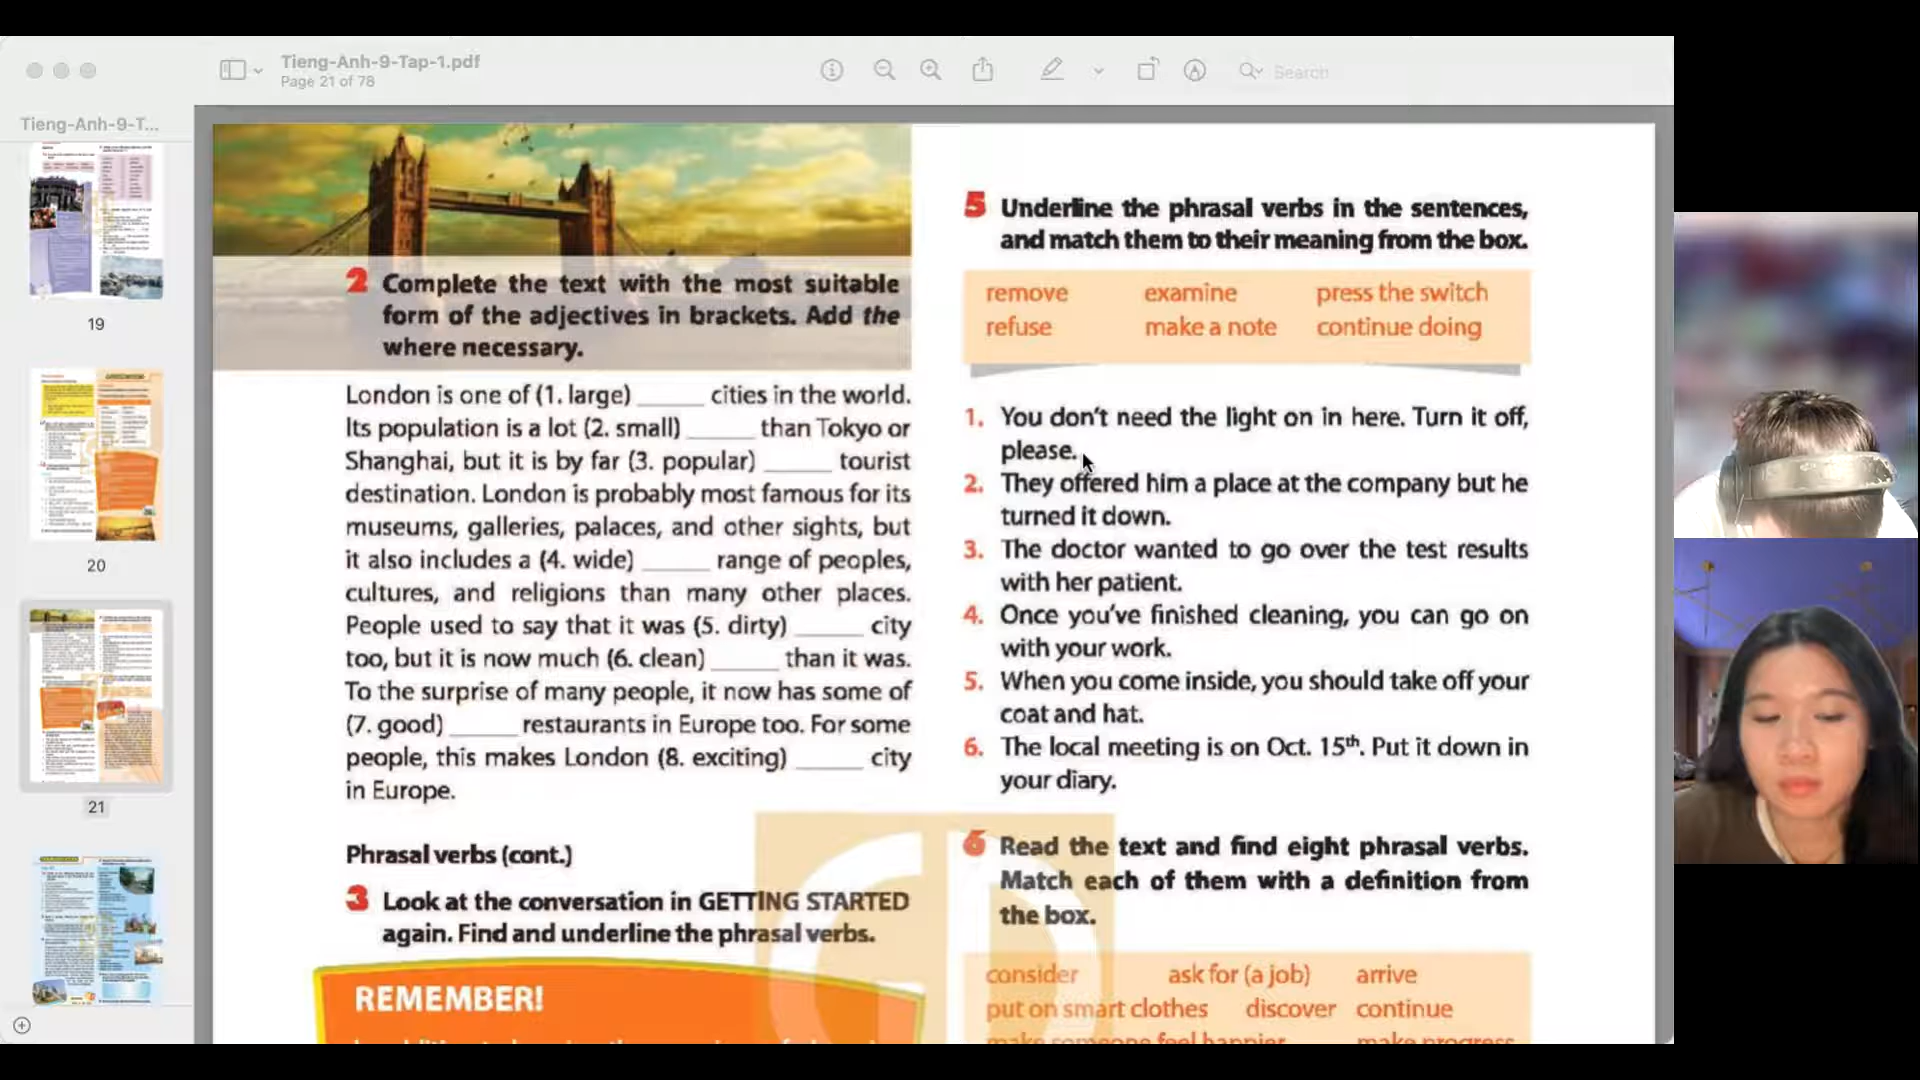 Tieng-Anh-9-Tap-1.pdf
Page 21 of 78
Search
Tieng-Anh-9-T...
19
20
21
2 Complete the text with the most suitable
form of the adjectives in brackets. Add the
where necessary.
London is one of (1. large) _____ cities in the world.
Its population is a lot (2. small) _____ than Tokyo or
Shanghai, but it is by far (3. popular) _____ tourist
destination. London is probably most famous for its
museums, galleries, palaces, and other sights, but
it also includes a (4. wide) _____ range of peoples,
cultures, and religions than many other places.
People used to say that it was (5. dirty) _____ city
too, but it is now much (6. clean) _____ than it was.
To the surprise of many people, it now has some of
(7. good) _____ restaurants in Europe too. For some
people, this makes London (8. exciting) _____ city
in Europe.
Phrasal verbs (cont.)
3 Look at the conversation in GETTING STARTED
again. Find and underline the phrasal verbs.
REMEMBER!
5 Underline the phrasal verbs in the sentences,
and match them to their meaning from the box.
remove examine press the switch
refuse make a note continue doing
1. You don't need the light on in here. Turn it off,
please.
2. They offered him a place at the company but he
turned it down.
3. The doctor wanted to go over the test results
with her patient.
4. Once you've finished cleaning, you can go on
with your work.
5. When you come inside, you should take off your
coat and hat.
6. The local meeting is on Oct. 15th. Put it down in
your diary.
6 Read the text and find eight phrasal verbs.
Match each of them with a definition from
the box.
consider ask for (a job) arrive
put on smart clothes discover continue
make someone feel happier make progress